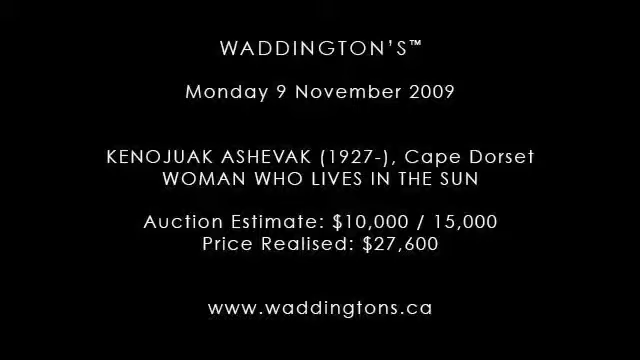 WADDINGTON'S™
Monday 9 November 2009
KENOJUAK ASHEVAK (1927-), Cape Dorset
WOMAN WHO LIVES IN THE SUN
Auction Estimate: $10,000 / 15,000
Price Realised: $27,600
www.waddingtons.ca